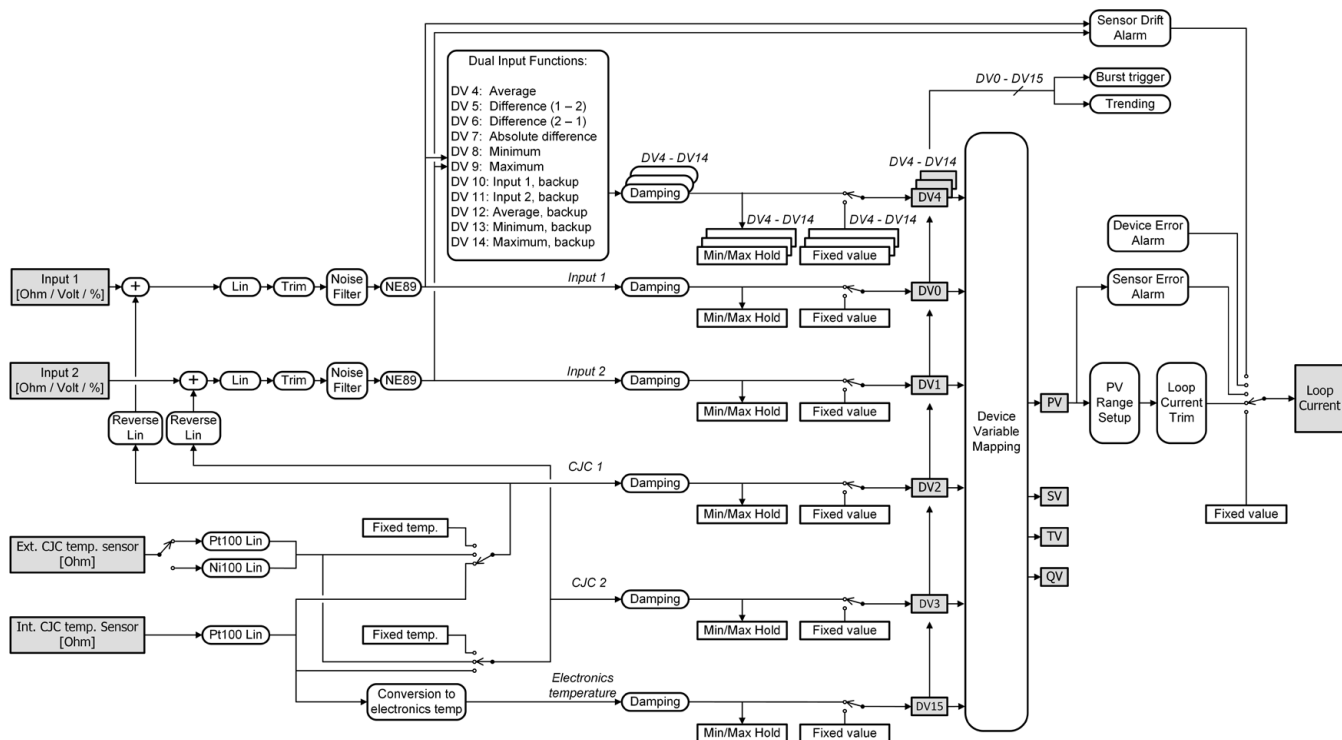 Sensor Drift
Alarm
Dual Input Functions:
DV 4: Average
DV 5: Difference (1 – 2)
DV 6: Difference (2 – 1)
DV 7: Absolute difference
DV 8: Minimum
DV 9: Maximum
DV 10: Input 1, backup
DV 11: Input 2, backup
DV 12: Average, backup
DV 13: Minimum, backup
DV 14: Maximum, backup
DV0 - DV15
Burst trigger
Trending
DV4 - DV14
Damping
DV4 - DV14
DV4
DV4 - DV14
Min/Max Hold
DV4 - DV14
Fixed value
Device Error
Alarm
Input 1
[Ohm / Volt / %]
+
Lin
Trim
Noise
Filter
NE89
Input 1
Damping
Min/Max Hold
Fixed value
DV0
Sensor Error
Alarm
Input 2
[Ohm / Volt / %]
+
Lin
Trim
Noise
Filter
NE89
Input 2
Damping
Min/Max Hold
Fixed value
DV1
Device
Variable
Mapping
PV
PV
Range
Setup
Loop
Current
Trim
Loop
Current
Reverse
Lin
Reverse
Lin
CJC 1
Damping
Min/Max Hold
Fixed value
DV2
SV
TV
QV
Fixed value
Ext. CJC temp. sensor
[Ohm]
Pt100 Lin
Ni100 Lin
Fixed temp.
CJC 2
Damping
Min/Max Hold
Fixed value
DV3
Int. CJC temp. Sensor
[Ohm]
Pt100 Lin
Fixed temp.
Conversion to
electronics temp
Electronics
temperature
Damping
Min/Max Hold
Fixed value
DV15